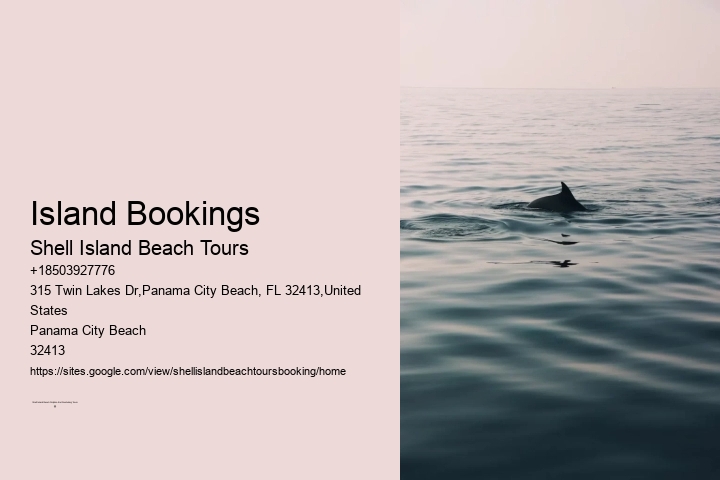 Island Bookings
Shell Island Beach Tours
+18503927776
315 Twin Lakes Dr,Panama City Beach, FL 32413,United
States
Panama City Beach
32413
https://sites.google.com/view/shellislandbeachtoursbooking/home